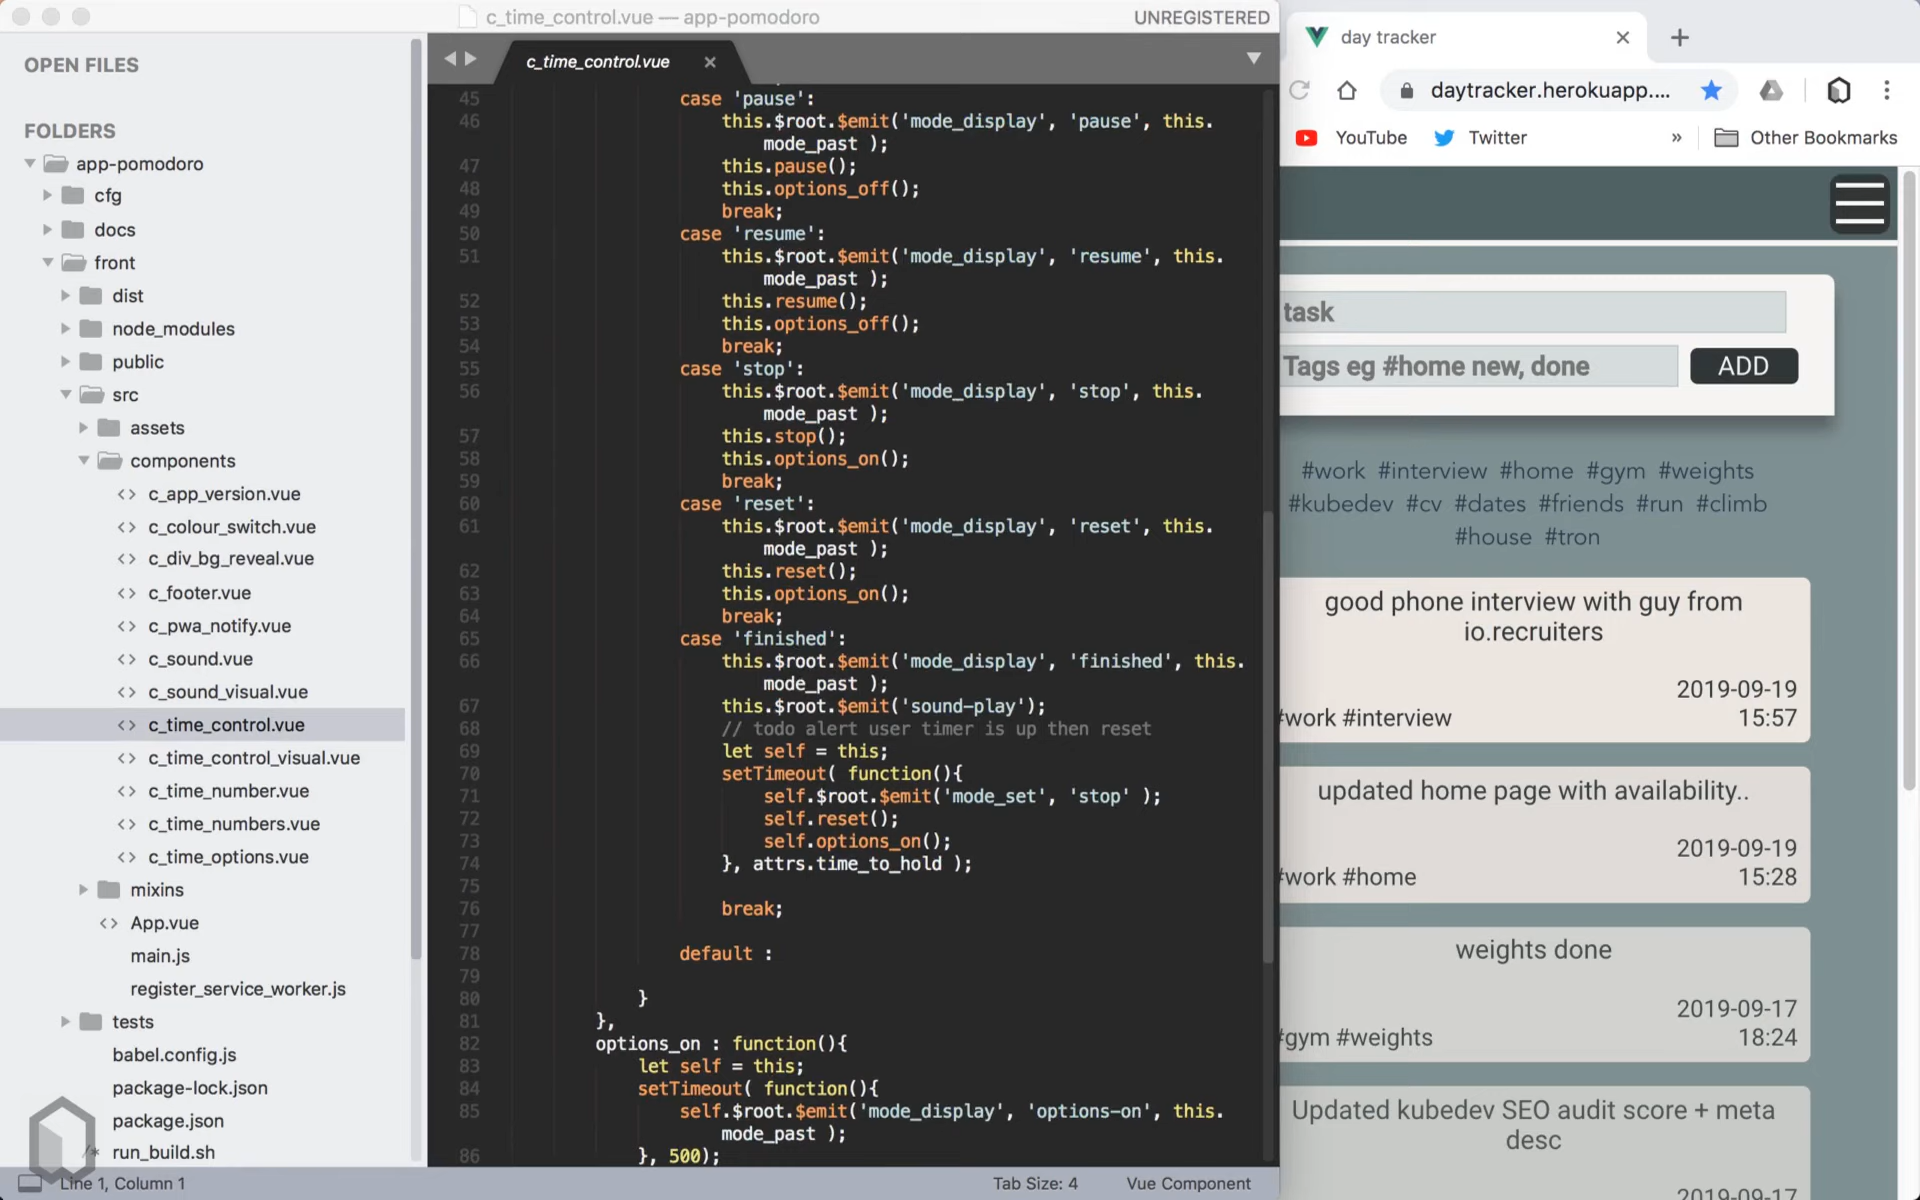 c_time_control.vue — app-pomodoro
UNREGISTERED
OPEN FILES
FOLDERS
app-pomodoro
cfg
docs
front
dist
node_modules
public
src
assets
components
c_app_version.vue
c_colour_switch.vue
c_div_bg_reveal.vue
c_footer.vue
c_pwa_notify.vue
c_sound.vue
c_sound_visual.vue
c_time_control.vue
c_time_control_visual.vue
c_time_number.vue
c_time_numbers.vue
c_time_options.vue
mixins
App.vue
main.js
register_service_worker.js
tests
babel.config.js
package-lock.json
package.json
/* run_build.sh
Line 1, Column 1
c_time_control.vue
45 case 'pause':
46 this.$root.$emit('mode_display', 'pause', this.
mode_past );
47 this.pause();
48 this.options_off();
49 break;
50 case 'resume':
51 this.$root.$emit('mode_display', 'resume', this.
mode_past );
52 this.resume();
53 this.options_off();
54 break;
55 case 'stop':
56 this.$root.$emit('mode_display', 'stop', this.
mode_past );
57 this.stop();
58 this.options_on();
59 break;
60 case 'reset':
61 this.$root.$emit('mode_display', 'reset', this.
mode_past );
62 this.reset();
63 this.options_on();
64 break;
65 case 'finished':
66 this.$root.$emit('mode_display', 'finished', this.
mode_past );
67 this.$root.$emit('sound-play');
68 // todo alert user timer is up then reset
69 let self = this;
70 setTimeout( function(){
71 self.$root.$emit('mode_set', 'stop' );
72 self.reset();
73 self.options_on();
74 }, attrs.time_to_hold );
75
76 break;
77
78 default :
79
80 }
81 },
82 options_on : function(){
83 let self = this;
84 setTimeout( function(){
85 self.$root.$emit('mode_display', 'options-on', this.
mode_past );
86 }, 500);
Tab Size: 4
Vue Component
day tracker
daytracker.herokuapp....
YouTube
Twitter
»
Other Bookmarks
task
Tags eg #home new, done
ADD
#work #interview #home #gym #weights
#kubedev #cv #dates #friends #run #climb
#house #tron
good phone interview with guy from
io.recruiters
2019-09-19
#work #interview 15:57
updated home page with availability..
2019-09-19
#work #home 15:28
weights done
2019-09-17
#gym #weights 18:24
Updated kubedev SEO audit score + meta
desc
2019-09-17